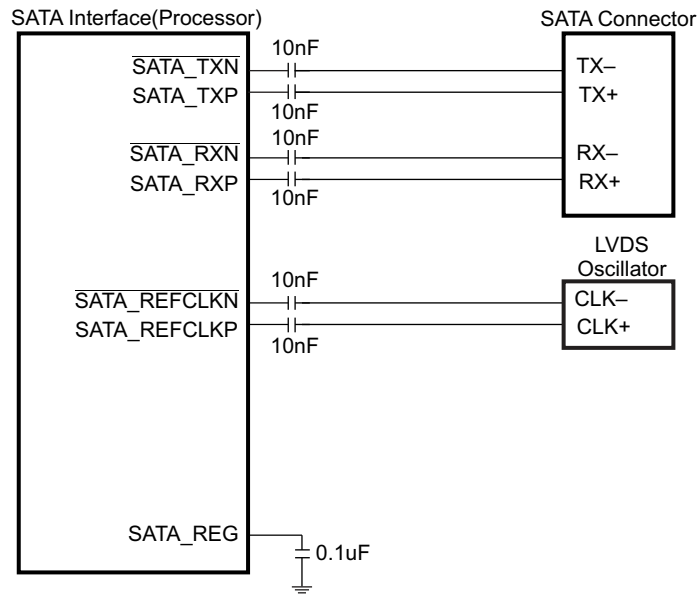 SATA Interface(Processor)
SATA Connector
10nF
SATA_TXN
TX–
SATA_TXP
TX+
10nF
10nF
SATA_RXN
RX–
SATA_RXP
RX+
10nF
LVDS
Oscillator
10nF
SATA_REFCLKN
CLK–
SATA_REFCLKP
CLK+
10nF
SATA_REG
0.1uF